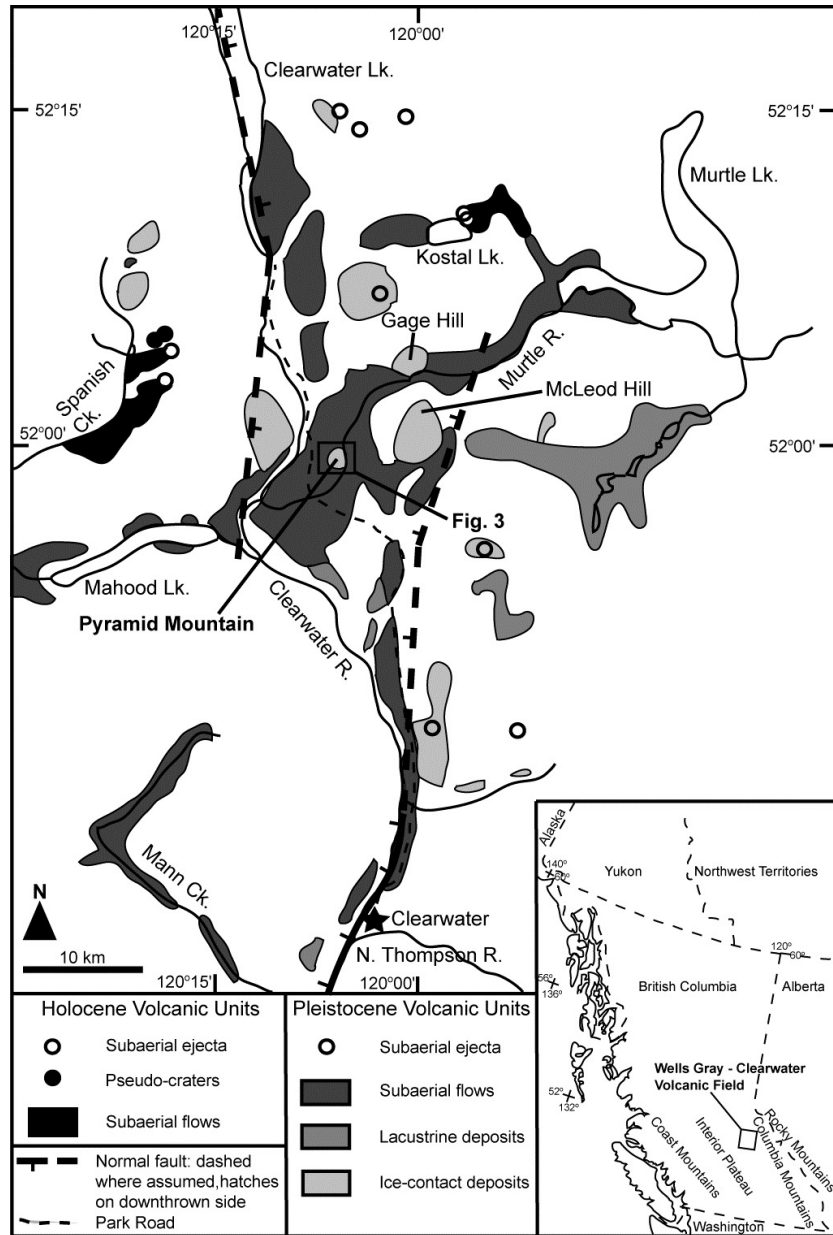 120°15'
120°00'
Clearwater Lk.
52°15'
52°15'
Murtle Lk.
Kostal Lk.
Gage Hill
Murtle R.
Spanish
Ck.
McLeod Hill
52°00'
52°00'
Fig. 3
Mahood Lk.
Pyramid Mountain
Clearwater R.
Mann Ck.
N
10 km
Clearwater
N. Thompson R.
120°15'
120°00'
Holocene Volcanic Units
Subaerial ejecta
Pseudo-craters
Subaerial flows
Normal fault: dashed
where assumed,hatches
on downthrown side
Park Road
Pleistocene Volcanic Units
Subaerial ejecta
Subaerial flows
Lacustrine deposits
Ice-contact deposits
Alaska
140°
60°
Yukon
Northwest Territories
120°
60°
56°
136°
British Columbia
Alberta
Wells Gray - Clearwater
Volcanic Field
52°
132°
Coast Mountains
Interior Plateau
Columbia Mountains
Rocky Mountains
Washington